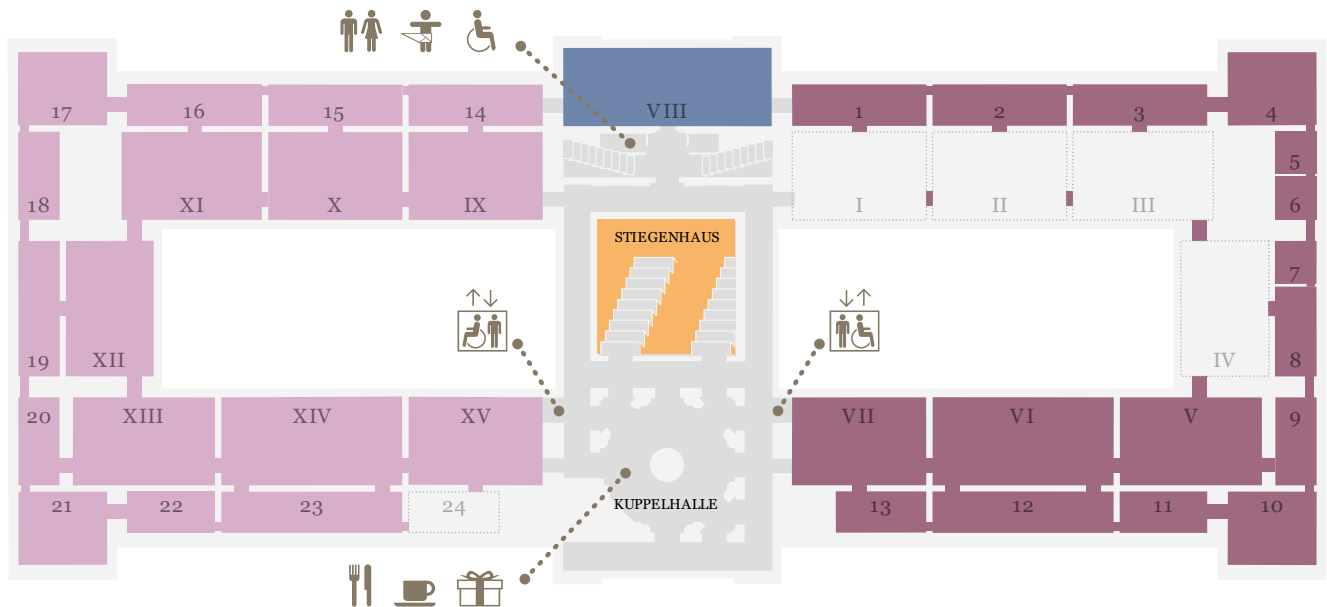 17
16
15
14
VIII
1
2
3
4
5
18
XI
X
IX
I
II
III
6
STIEGENHAUS
7
19
XII
IV
8
20
XIII
XIV
XV
VII
VI
V
9
21
22
23
24
KUPPELHALLE
13
12
11
10